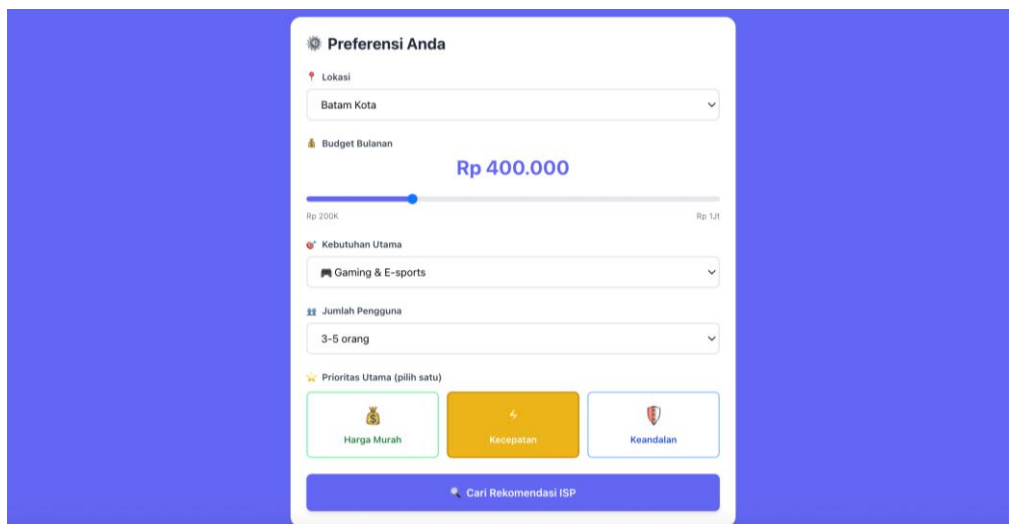 Preferensi Anda
Lokasi
Batam Kota
Budget Bulanan
Rp 400.000
Rp 200K Rp 1Jt
Kebutuhan Utama
Gaming & E-sports
Jumlah Pengguna
3-5 orang
Prioritas Utama (pilih satu)
Harga Murah Kecepatan Keandalan
Cari Rekomendasi ISP